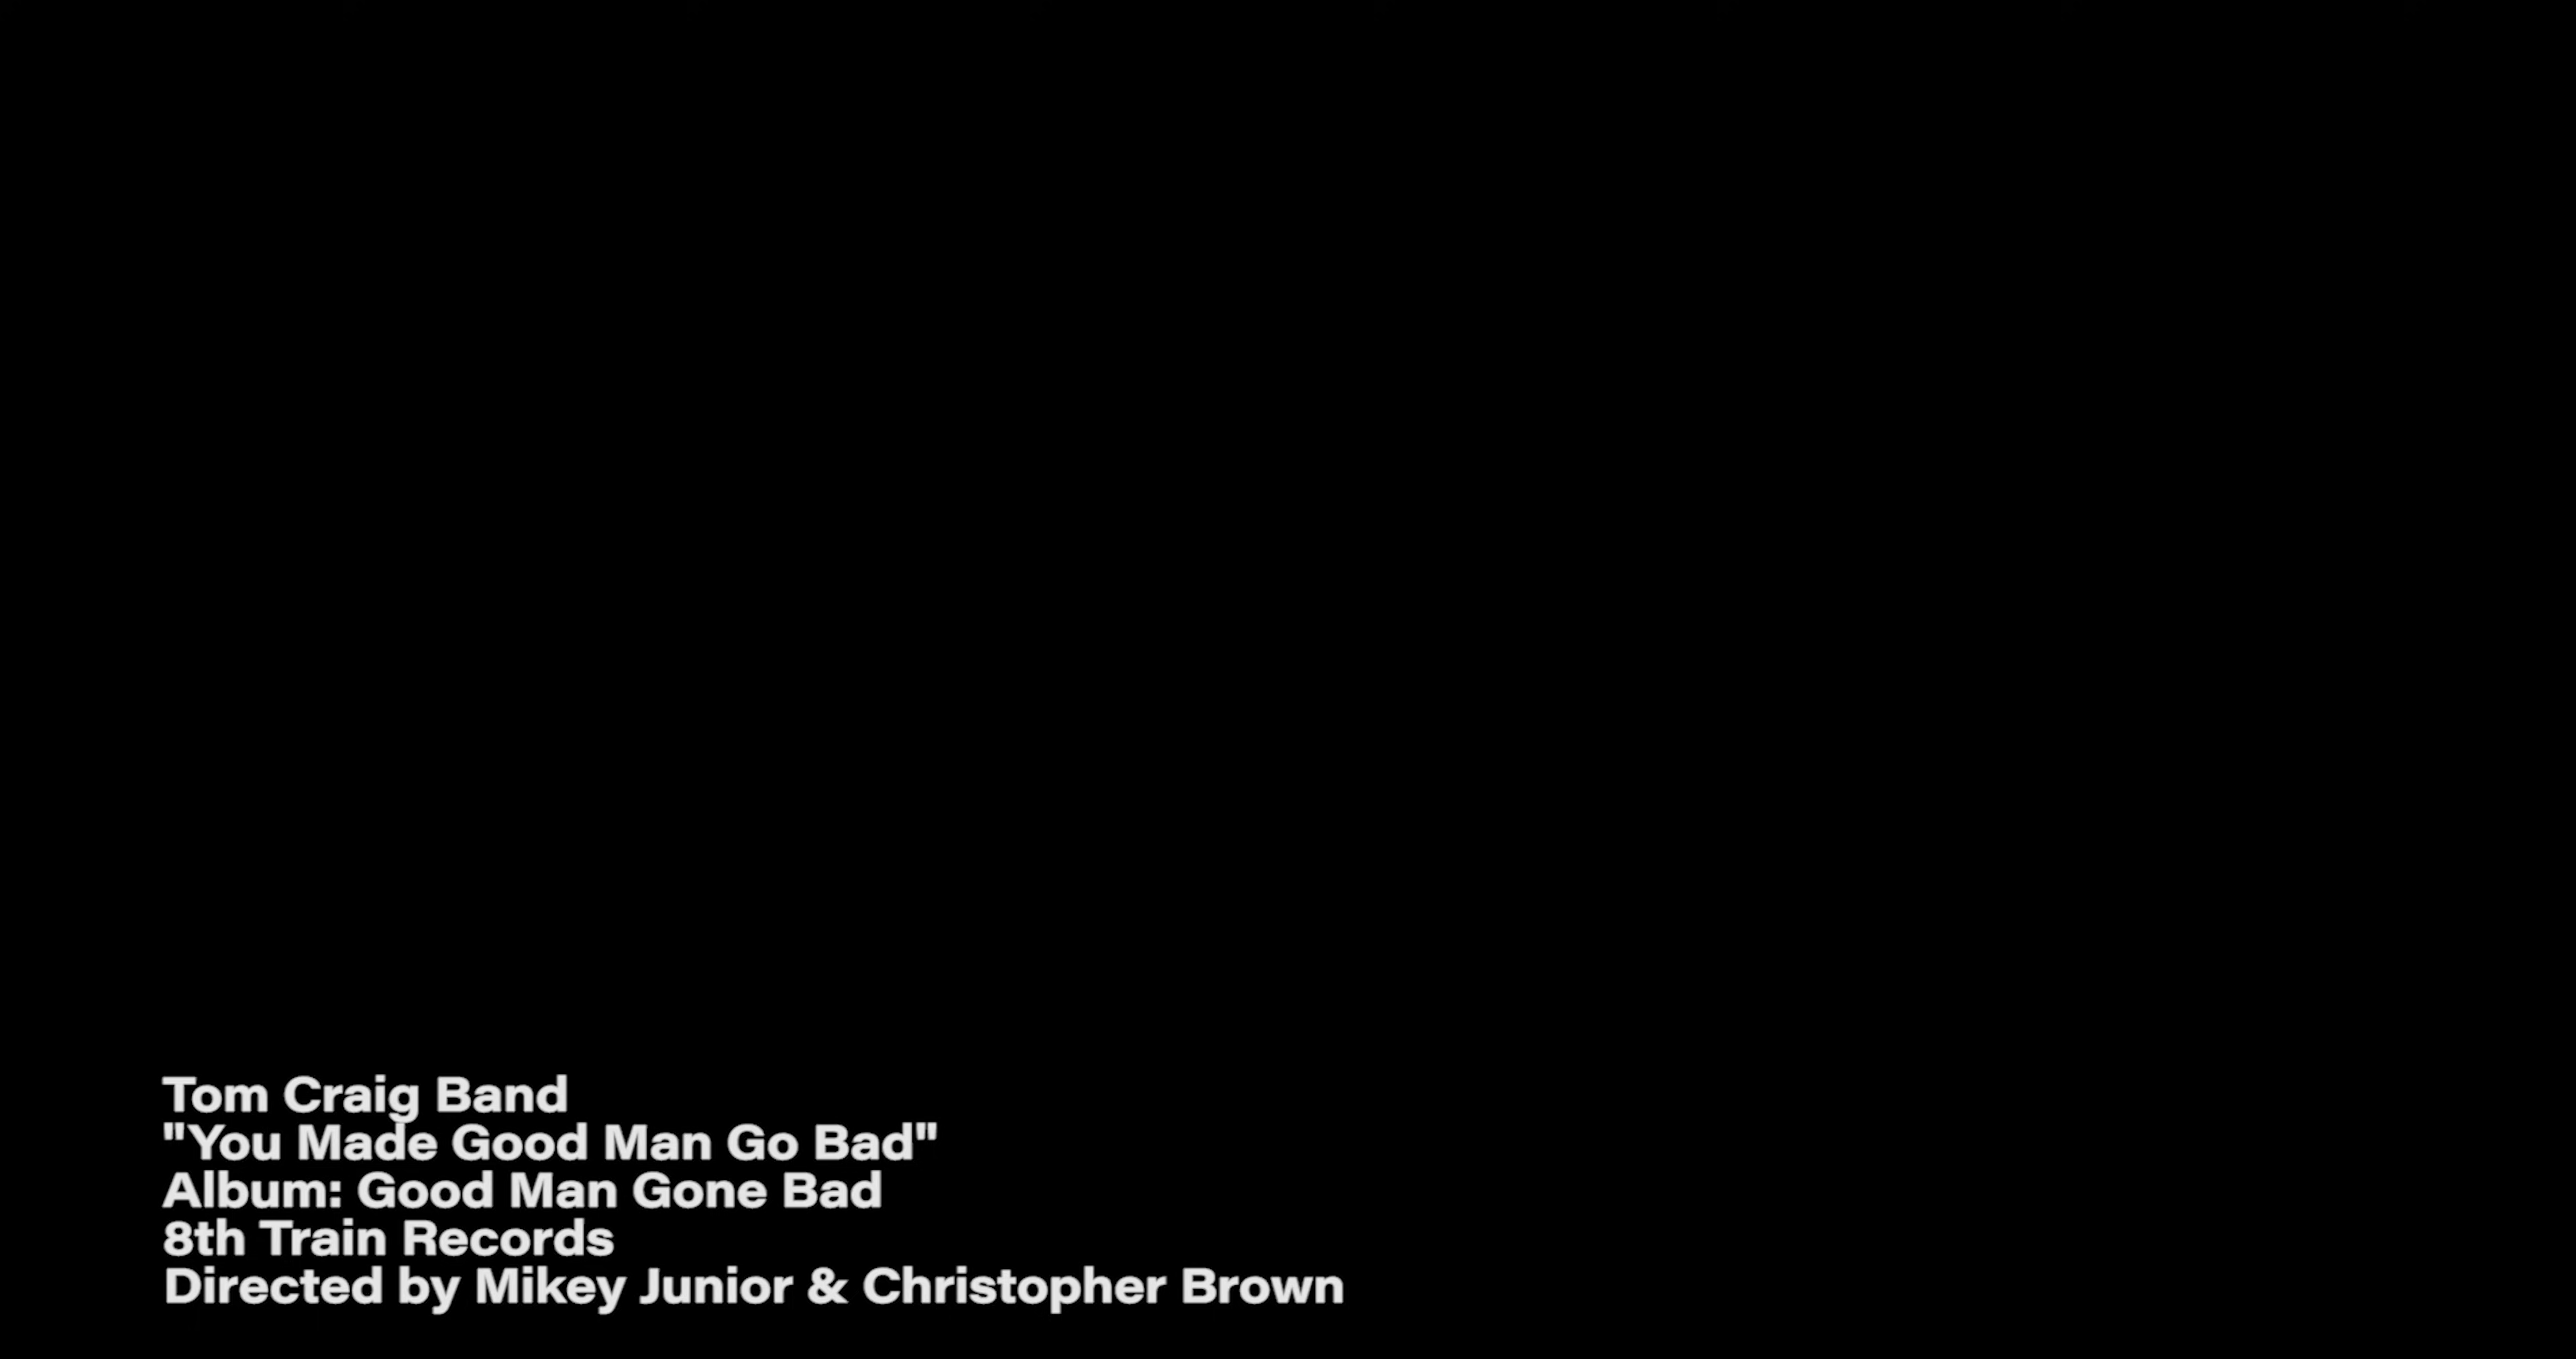 Tom Craig Band
"You Made Good Man Go Bad"
Album: Good Man Gone Bad
8th Train Records
Directed by Mikey Junior & Christopher Brown